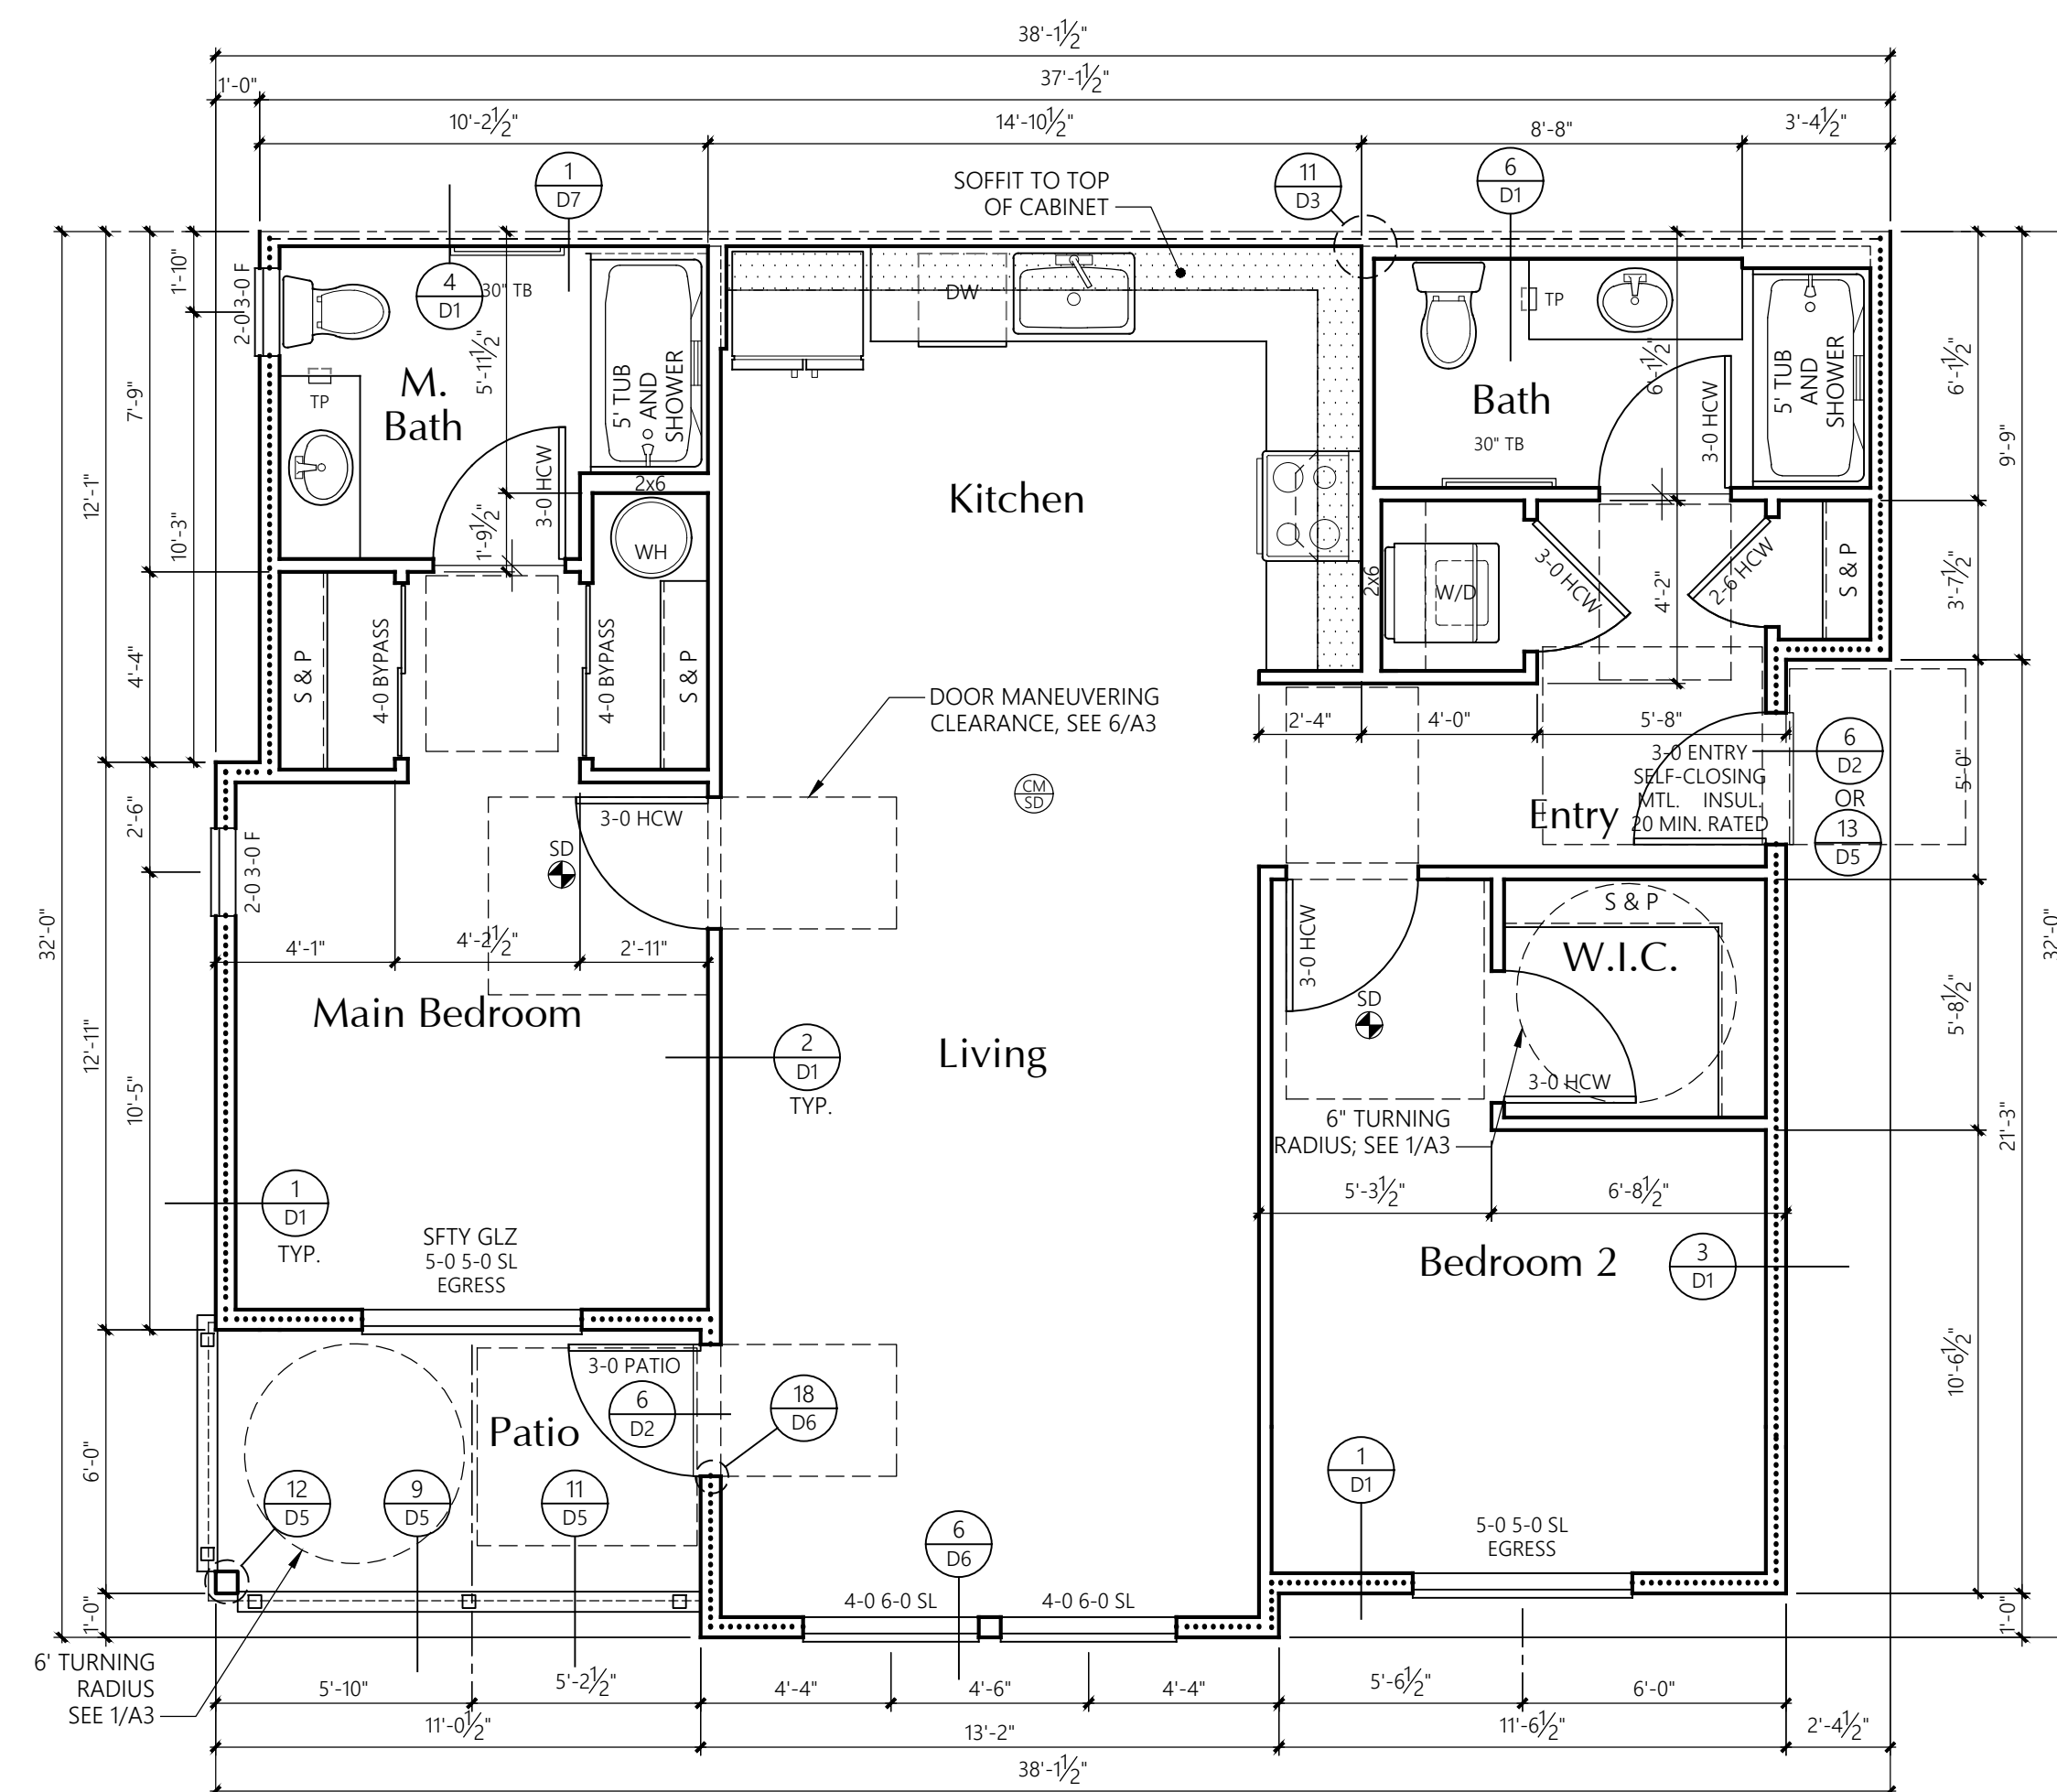 38'-1½"
1'-0"
37'-1½"
10'-2½"
14'-10½"
8'-8"
3'-4½"
1
D7
SOFFIT TO TOP
OF CABINET
11
D3
6
D1
1'-10"
2-0 3-0 F
4
D1
30" TB
5'-11½"
DW
TP
6'-1½"
6'-1½"
7'-9"
TP
M.
Bath
5' TUB
AND
SHOWER
Bath
30" TB
3-0 HCW
5' TUB
AND
SHOWER
9'-9"
12'-1"
10'-3"
3-0 HCW
1'-9½"
2x6
WH
Kitchen
2x6
W/D
3-0 HCW
4'-2"
2-6 HCW
S & P
3'-7½"
4'-4"
S & P
4-0 BYPASS
4-0 BYPASS
S & P
DOOR MANEUVERING
CLEARANCE, SEE 6/A3
2'-4"
4'-0"
5'-8"
CM
SD
3-0 ENTRY
SELF-CLOSING
MTL. INSUL.
20 MIN. RATED
Entry
6
D2
OR
13
D5
5'-0"
2'-6"
2-0 3-0 F
3-0 HCW
SD
32'-0"
32'-0"
4'-1"
4'-2½"
2'-11"
3-0 HCW
S & P
W.I.C.
Main Bedroom
SD
5'-8½"
12'-11"
10'-5"
2
D1
TYP.
Living
3-0 HCW
6" TURNING
RADIUS; SEE 1/A3
21'-3"
1
D1
TYP.
5'-3½"
6'-8½"
SFTY GLZ
5-0 5-0 SL
EGRESS
Bedroom 2
3
D1
3-0 PATIO
6
D2
18
D6
10'-6½"
Patio
6'-0"
12
D5
9
D5
11
D5
1
D1
6
D6
5-0 5-0 SL
EGRESS
4-0 6-0 SL
4-0 6-0 SL
1'-0"
1'-0"
6' TURNING
RADIUS
SEE 1/A3
5'-10"
5'-2½"
4'-4"
4'-6"
4'-4"
5'-6½"
6'-0"
11'-0½"
13'-2"
11'-6½"
2'-4½"
38'-1½"